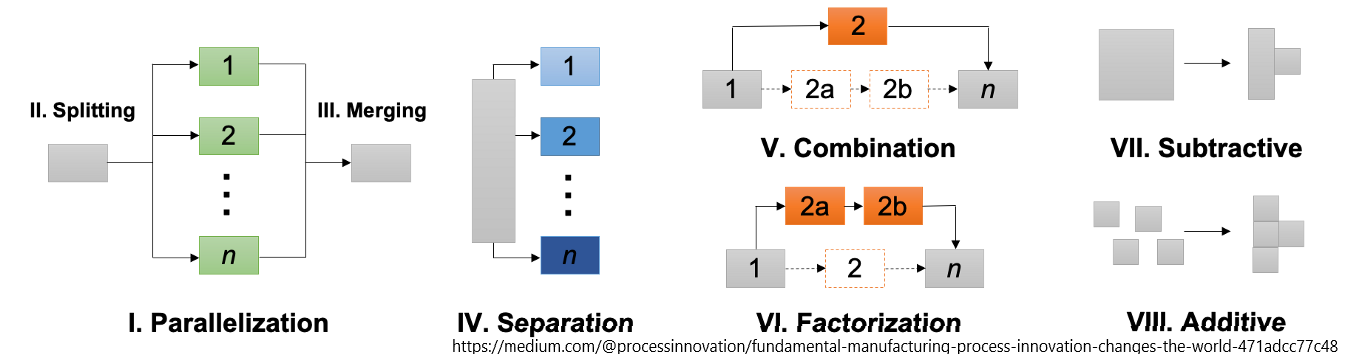 II. Splitting
III. Merging
1
2
n
I. Parallelization
1
2
n
IV. Separation
2
1
2a
2b
n
V. Combination
2a
2b
1
2
n
VI. Factorization
VII. Subtractive
VIII. Additive
https://medium.com/@processinnovation/fundamental-manufacturing-process-innovation-changes-the-world-471adcc77c48